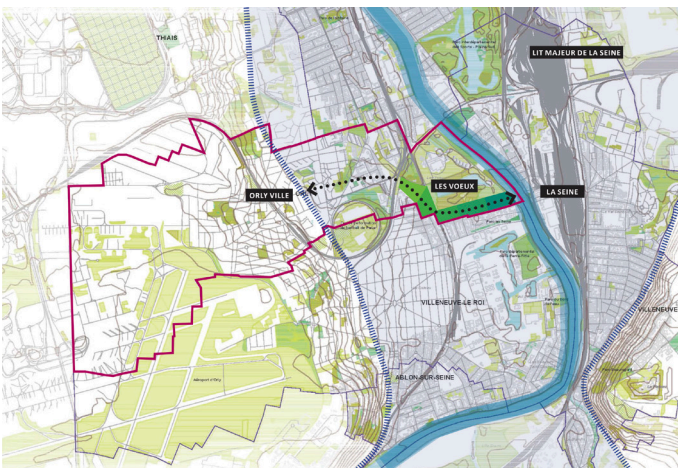 THIAIS
LIT MAJEUR DE LA SEINE
ORLY VILLE
LES VOEUX
LA SEINE
VILLENEUVE-LE ROI
VILLENEUVE
ABLON-SUR-SEINE
Aéroport d'Orly